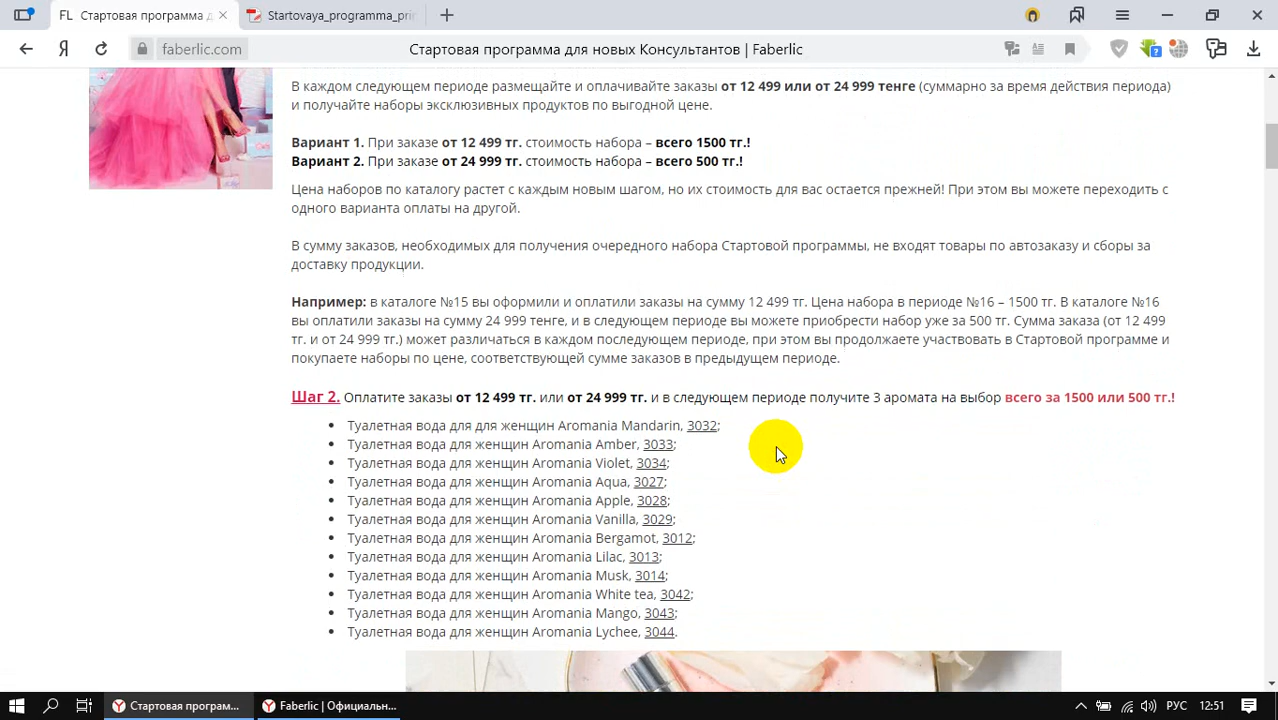 FL Стартовая программа д
Startovaya_programma_prir
Я
faberlic.com
Стартовая программа для новых Консультантов | Faberlic
В каждом следующем периоде размещайте и оплачивайте заказы от 12 499 или от 24 999 тенге (суммарно за время действия периода)
и получайте наборы эксклюзивных продуктов по выгодной цене.
Вариант 1. При заказе от 12 499 тг. стоимость набора – всего 1500 тг.!
Вариант 2. При заказе от 24 999 тг. стоимость набора – всего 500 тг.!
Цена наборов по каталогу растет с каждым новым шагом, но их стоимость для вас остается прежней! При этом вы можете переходить с
одного варианта оплаты на другой.
В сумму заказов, необходимых для получения очередного набора Стартовой программы, не входят товары по автозаказу и сборы за
доставку продукции.
Например: в каталоге №15 вы оформили и оплатили заказы на сумму 12 499 тг. Цена набора в периоде №16 – 1500 тг. В каталоге №16
вы оплатили заказы на сумму 24 999 тенге, и в следующем периоде вы можете приобрести набор уже за 500 тг. Сумма заказа (от 12 499
тг. и от 24 999 тг.) может различаться в каждом последующем периоде, при этом вы продолжаете участвовать в Стартовой программе и
покупаете наборы по цене, соответствующей сумме заказов в предыдущем периоде.
Шаг 2. Оплатите заказы от 12 499 тг. или от 24 999 тг. и в следующем периоде получите 3 аромата на выбор всего за 1500 или 500 тг.!
Туалетная вода для для женщин Aromania Mandarin, 3032;
Туалетная вода для женщин Aromania Amber, 3033;
Туалетная вода для женщин Aromania Violet, 3034;
Туалетная вода для женщин Aromania Aqua, 3027;
Туалетная вода для женщин Aromania Apple, 3028;
Туалетная вода для женщин Aromania Vanilla, 3029;
Туалетная вода для женщин Aromania Bergamot, 3012;
Туалетная вода для женщин Aromania Lilac, 3013;
Туалетная вода для женщин Aromania Musk, 3014;
Туалетная вода для женщин Aromania White tea, 3042;
Туалетная вода для женщин Aromania Mango, 3043;
Туалетная вода для женщин Aromania Lychee, 3044.
Стартовая програм...
Faberlic | Официальн...
РУС
12:51